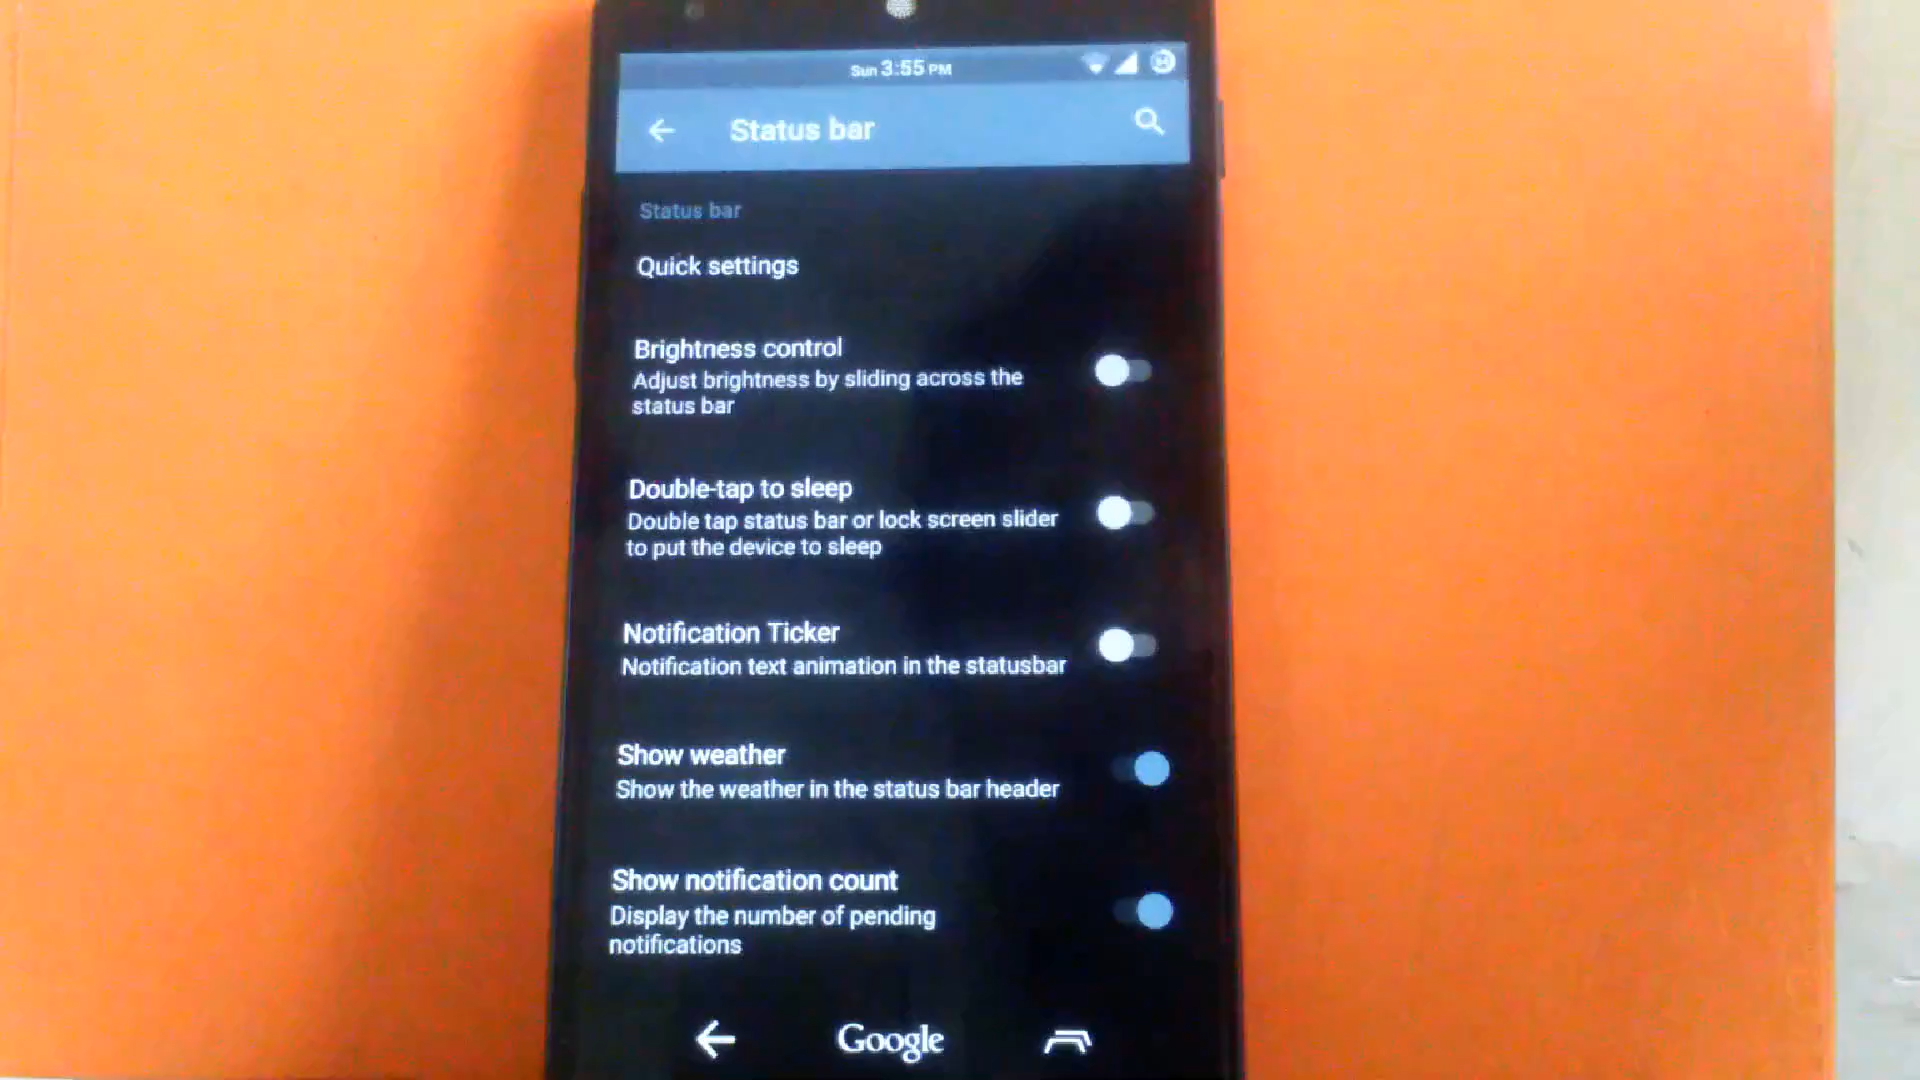 Sun 3:55 PM
Status bar
Status bar
Quick settings
Brightness control
Adjust brightness by sliding across the
status bar
Double-tap to sleep
Double tap status bar or lock screen slider
to put the device to sleep
Notification Ticker
Notification text animation in the statusbar
Show weather
Show the weather in the status bar header
Show notification count
Display the number of pending
notifications
Google